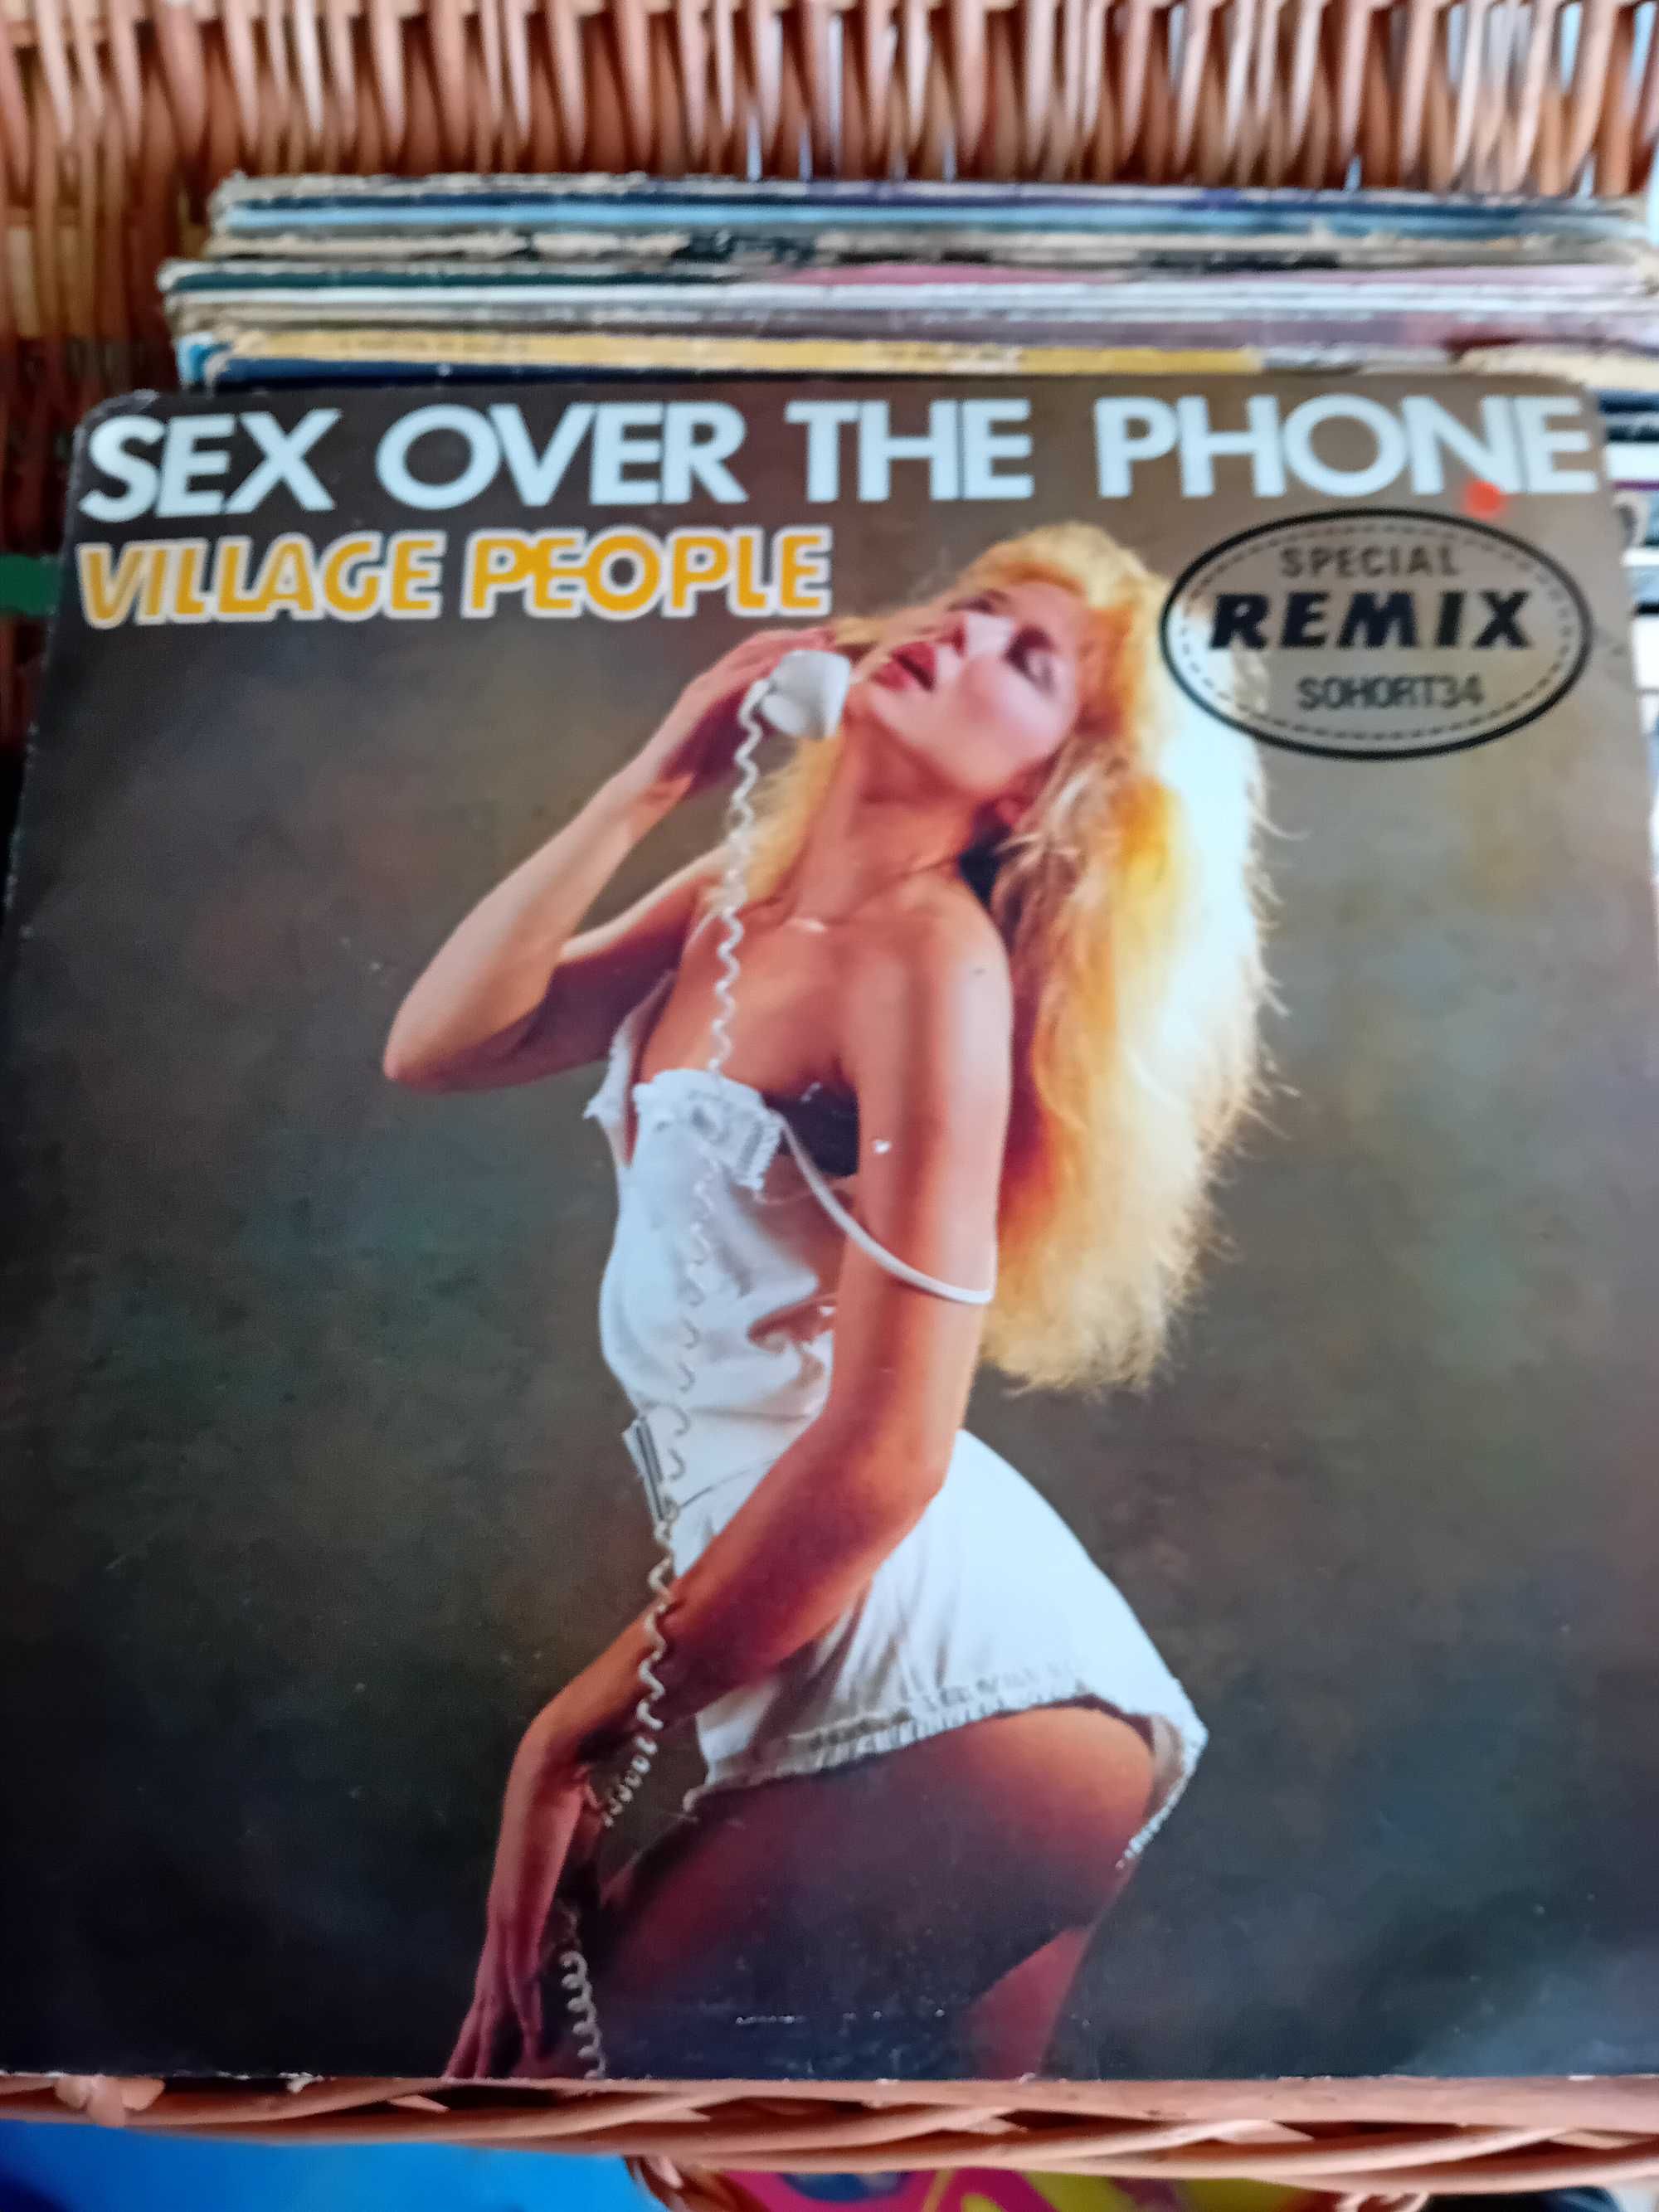 SEX OVER THE PHONE
VILLAGE PEOPLE
SPECIAL
REMIX
SOHORT34